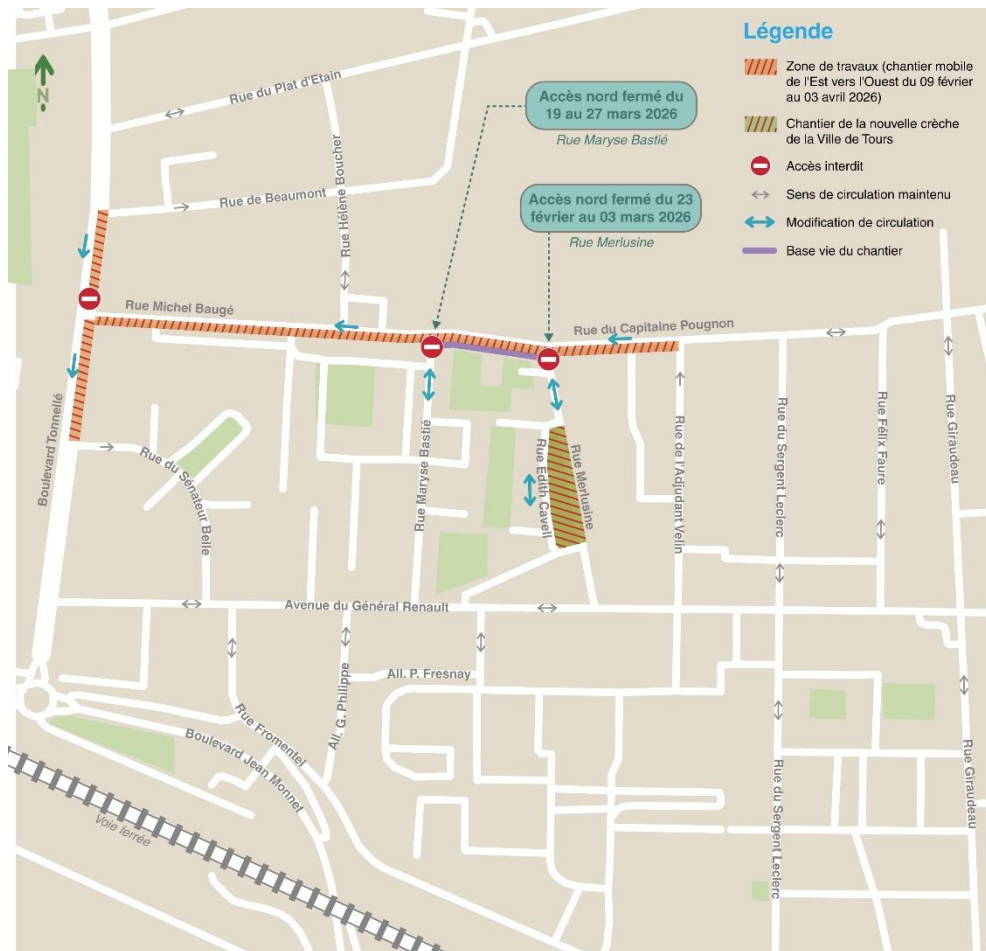 Légende
Zone de travaux (chantier mobile
de l'Est vers l'Ouest du 09 février
au 03 avril 2026)
Chantier de la nouvelle crèche
de la Ville de Tours
Accès interdit
Sens de circulation maintenu
Modification de circulation
Base vie du chantier
N
Rue du Plat d'Etain
Accès nord fermé du
19 au 27 mars 2026
Rue Maryse Bastié
Accès nord fermé du 23
février au 03 mars 2026
Rue Merlusine
Rue de Beaumont
Rue Hélène Boucher
Rue Michel Baugé
Rue du Capitaine Pougnon
Boulevard Tonnellé
Rue du Sénateur Belle
Rue Maryse Bastié
Rue Edith Cavell
Rue Merlusine
Rue de l'Adjudant Velin
Rue du Sergent Leclerc
Rue Félix Faure
Rue Giraudeau
Avenue du Général Renault
All. P. Fresnay
All. G. Philippe
Rue Fromentel
Boulevard Jean Monnet
Voie ferrée
Rue du Sergent Leclerc
Rue Giraudeau